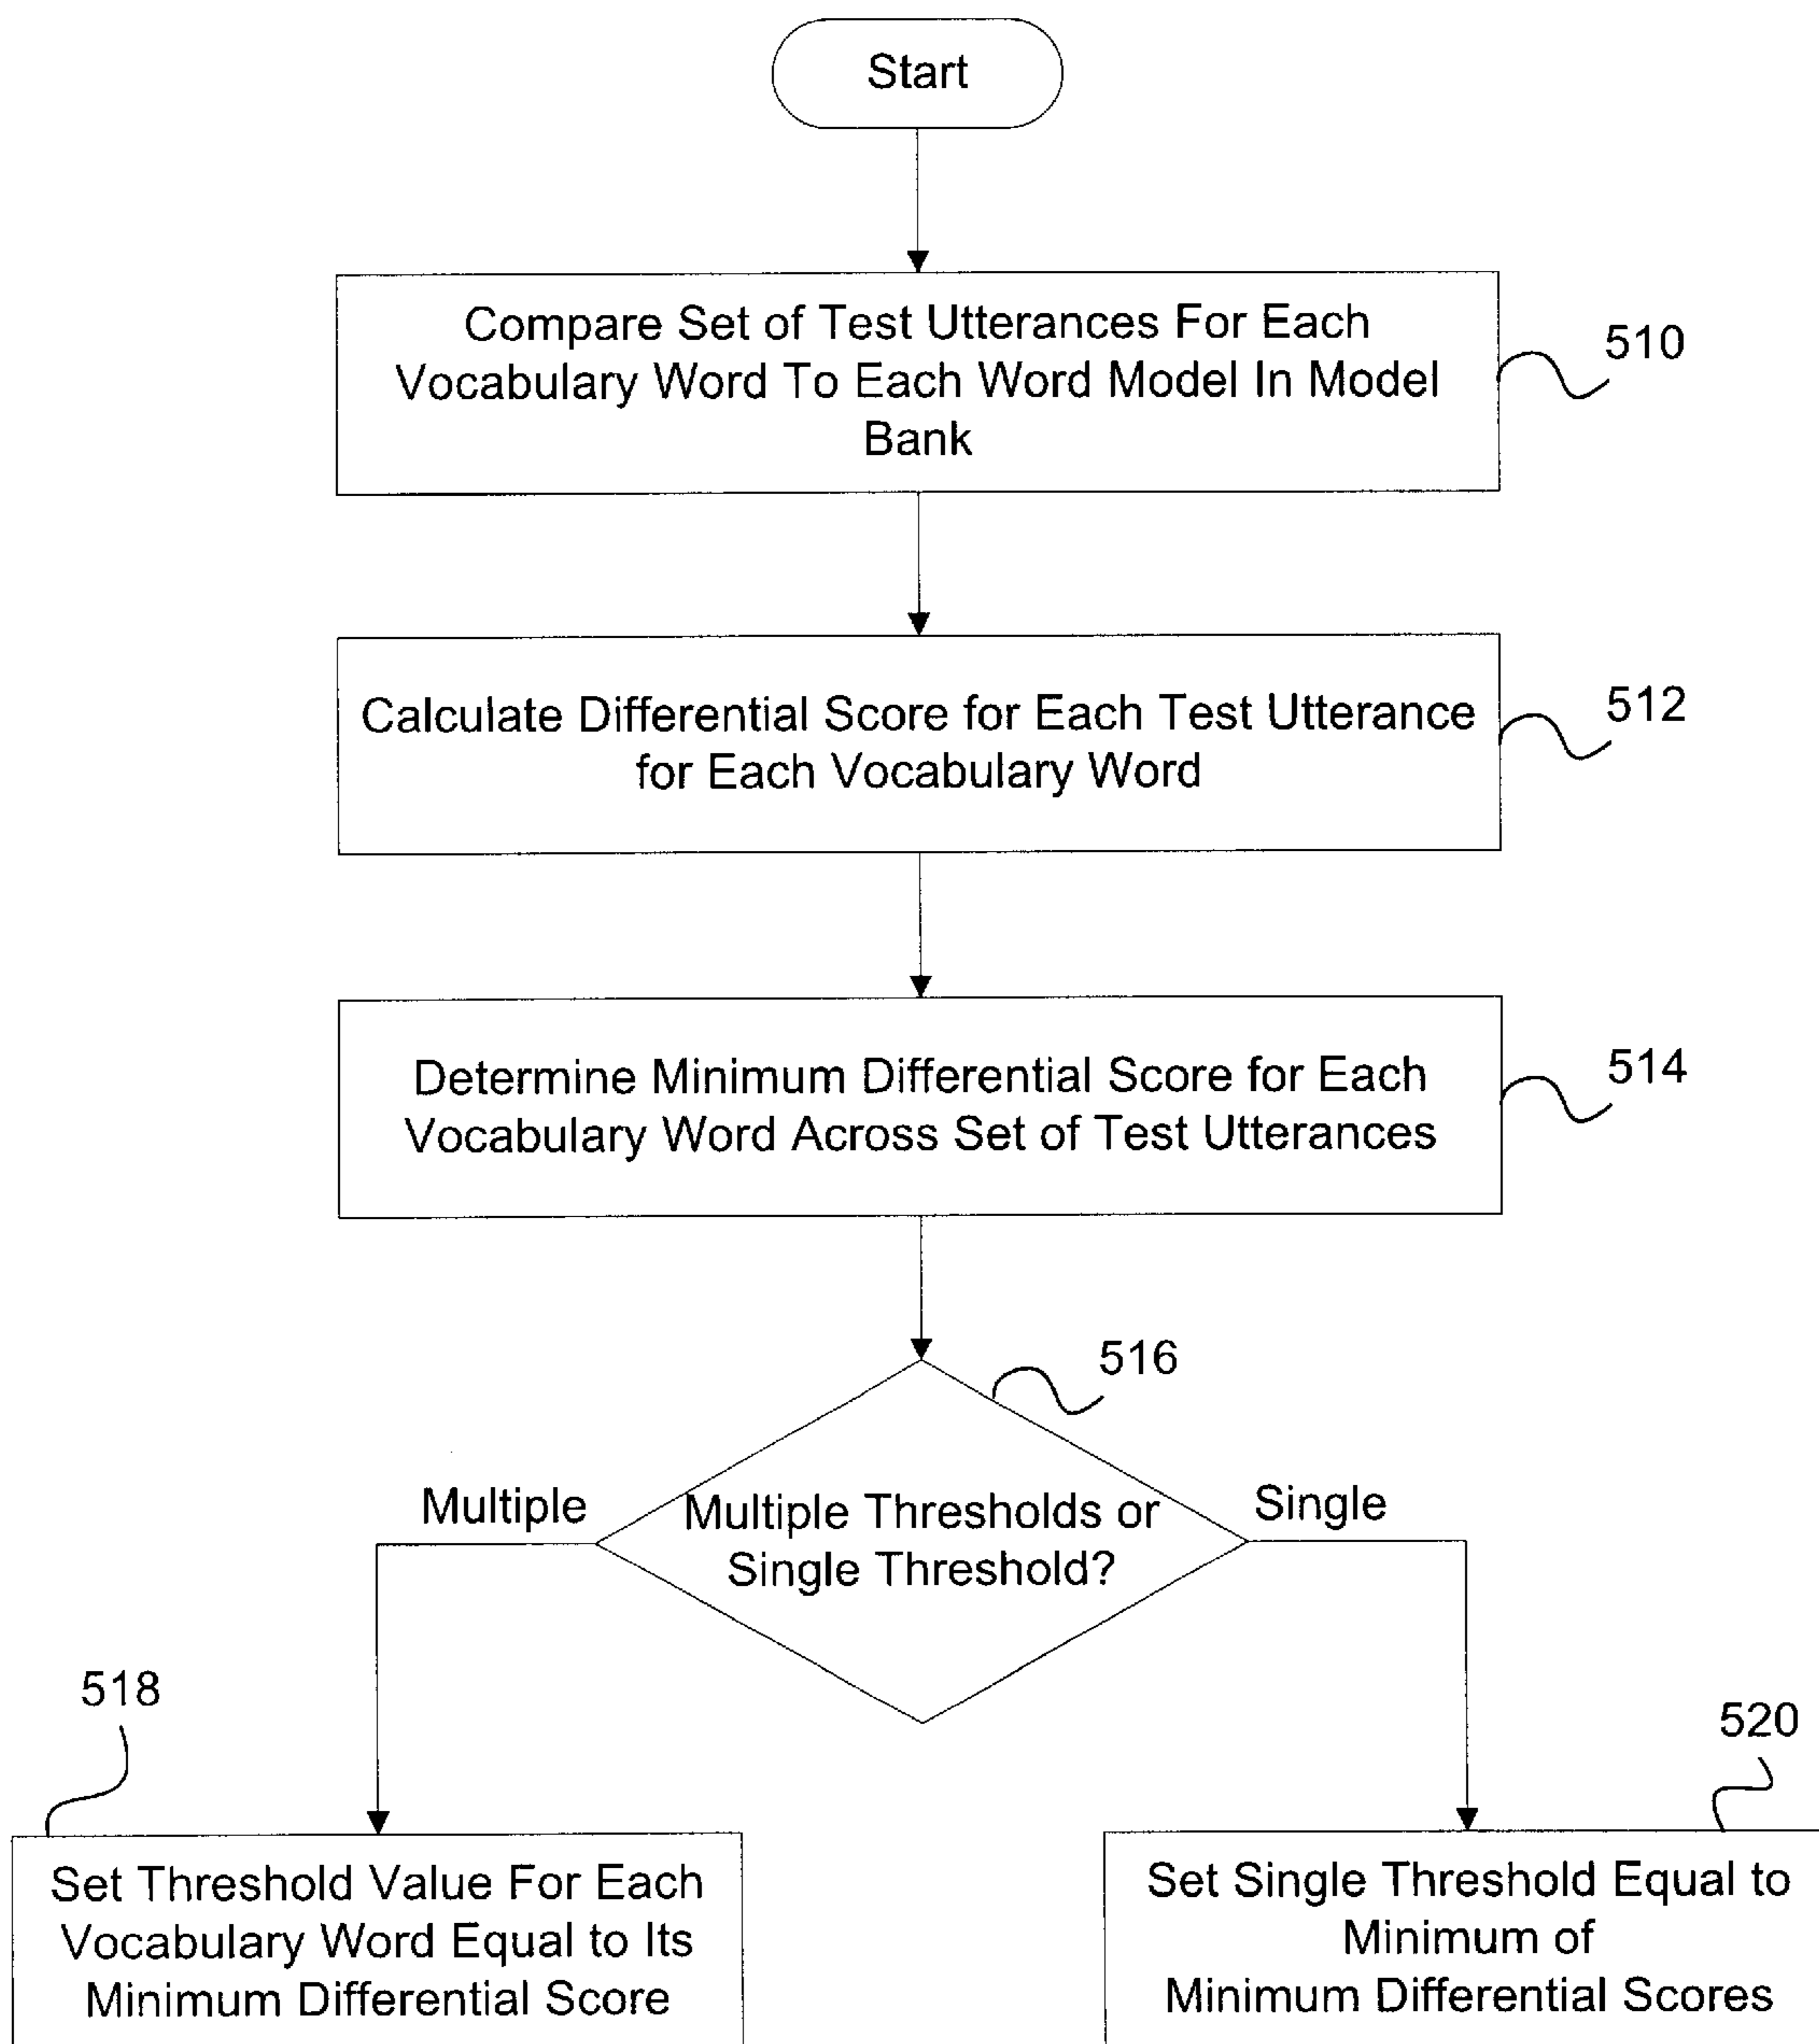 Start
Compare Set of Test Utterances For Each
Vocabulary Word To Each Word Model In Model
Bank
510
Calculate Differential Score for Each Test Utterance
for Each Vocabulary Word
512
Determine Minimum Differential Score for Each
Vocabulary Word Across Set of Test Utterances
514
516
Multiple
Multiple Thresholds or
Single Threshold?
Single
518
Set Threshold Value For Each
Vocabulary Word Equal to Its
Minimum Differential Score
520
Set Single Threshold Equal to
Minimum of
Minimum Differential Scores